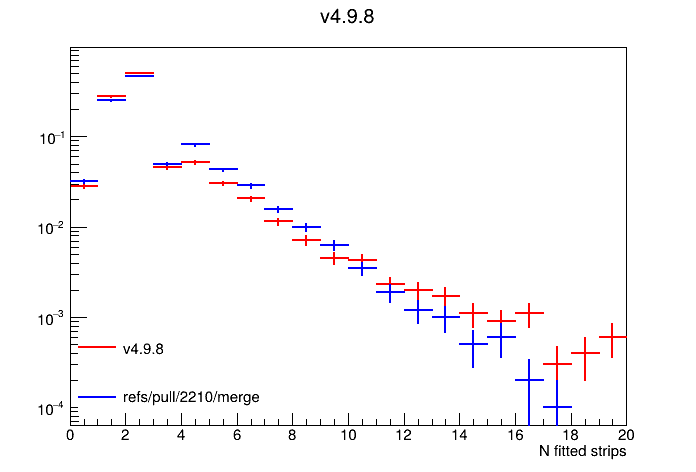 v4.9.8
10⁻¹
10⁻²
10⁻³
10⁻⁴
v4.9.8
refs/pull/2210/merge
0 2 4 6 8 10 12 14 16 18 20
N fitted strips